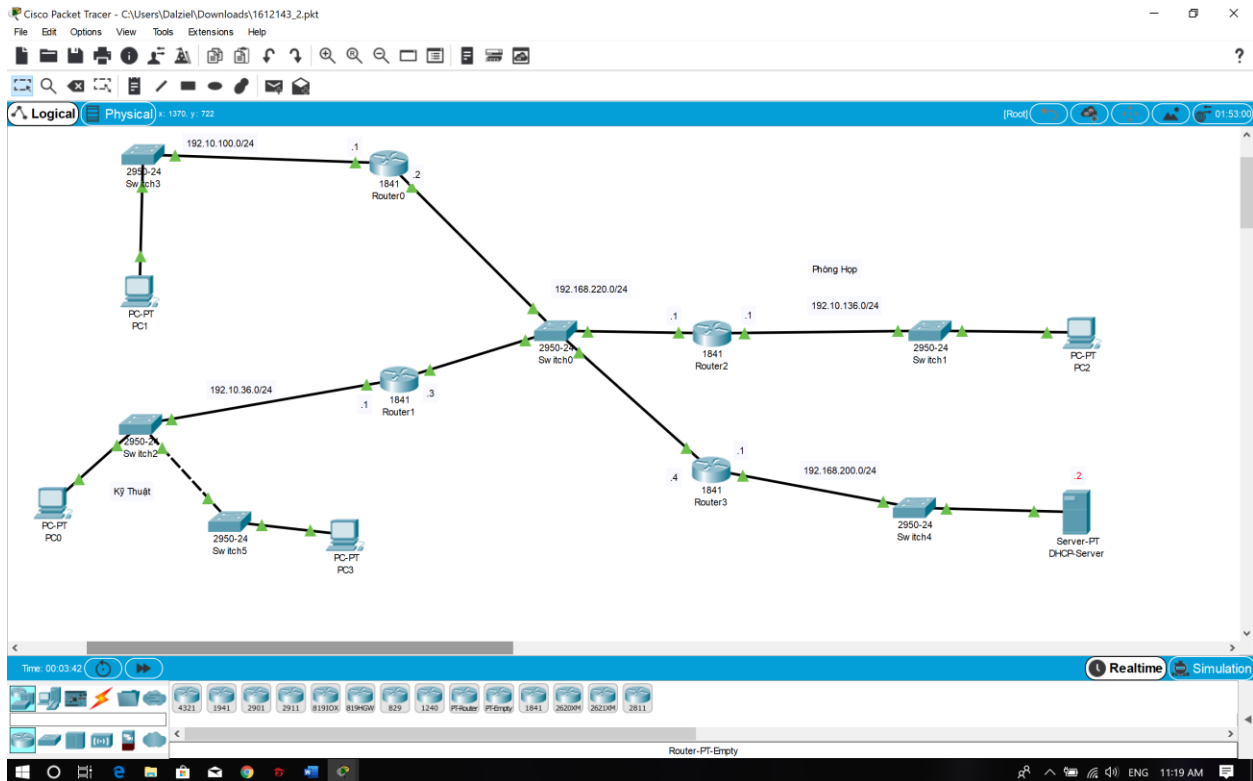 Cisco Packet Tracer - C:\Users\Dalziel\Downloads\1612143_2.pkt
File Edit Options View Tools Extensions Help
?
Logical
Physical
x: 1370, y: 722
[Root]
01:53:00
192.10.100.0/24
.1
2950-24
Switch3
1841
Router0
.2
PC-PT
PC1
192.168.220.0/24
Phòng Họp
192.10.136.0/24
.1
.1
2950-24
Switch0
1841
Router2
2950-24
Switch1
PC-PT
PC2
192.10.36.0/24
.1
1841
Router1
.3
2950-24
Switch2
Kỹ Thuật
PC-PT
PC0
2950-24
Switch5
PC-PT
PC3
.1
.4
1841
Router3
192.168.200.0/24
.2
2950-24
Switch4
Server-PT
DHCP-Server
Time: 00:03:42
Realtime
Simulation
4321 1941 2901 2911 819IOX 819HGW 829 1240 PT-Router PT-Empty 1841 2620XM 2621XM 2811
Router-PT-Empty
ENG 11:19 AM